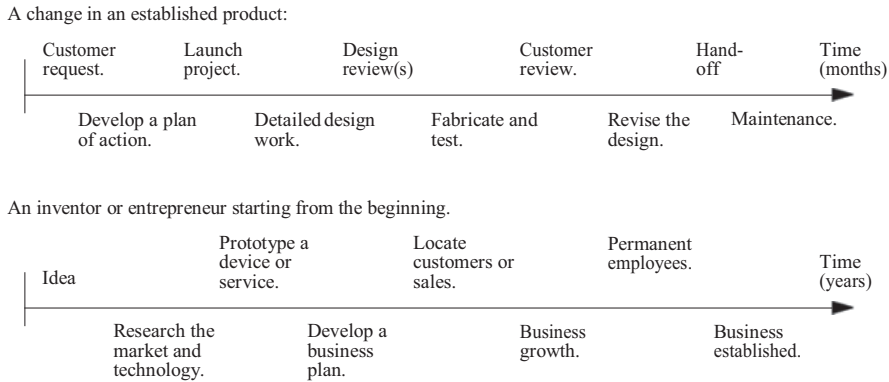 A change in an established product:
Customer request.
Launch project.
Design review(s)
Customer review.
Hand-off
Time (months)
Develop a plan of action.
Detailed design work.
Fabricate and test.
Revise the design.
Maintenance.
An inventor or entrepreneur starting from the beginning.
Idea
Prototype a device or service.
Locate customers or sales.
Permanent employees.
Time (years)
Research the market and technology.
Develop a business plan.
Business growth.
Business established.